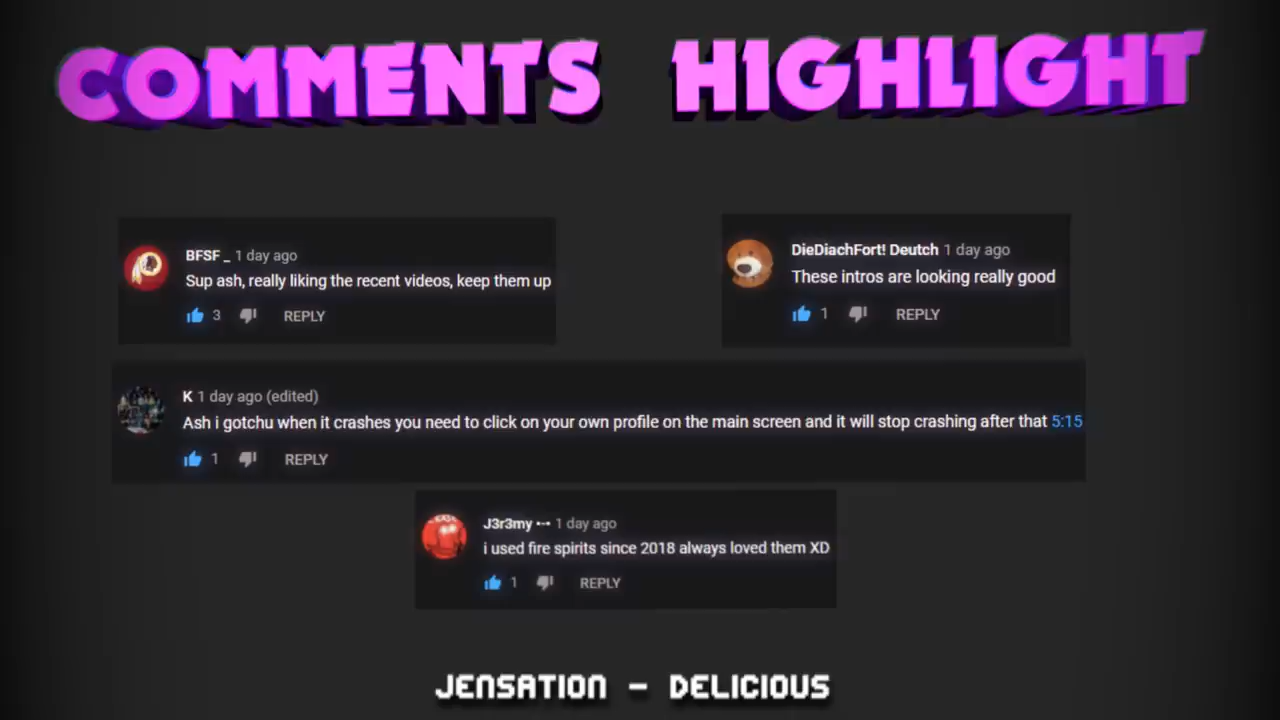 COMMENTS HIGHLIGHT
BFSF _ 1 day ago
Sup ash, really liking the recent videos, keep them up
3 REPLY
DieDiachFort! Deutch 1 day ago
These intros are looking really good
1 REPLY
K 1 day ago (edited)
Ash i gotchu when it crashes you need to click on your own profile on the main screen and it will stop crashing after that 5:15
1 REPLY
J3r3my •-• 1 day ago
i used fire spirits since 2018 always loved them XD
1 REPLY
JENSATION - DELICIOUS